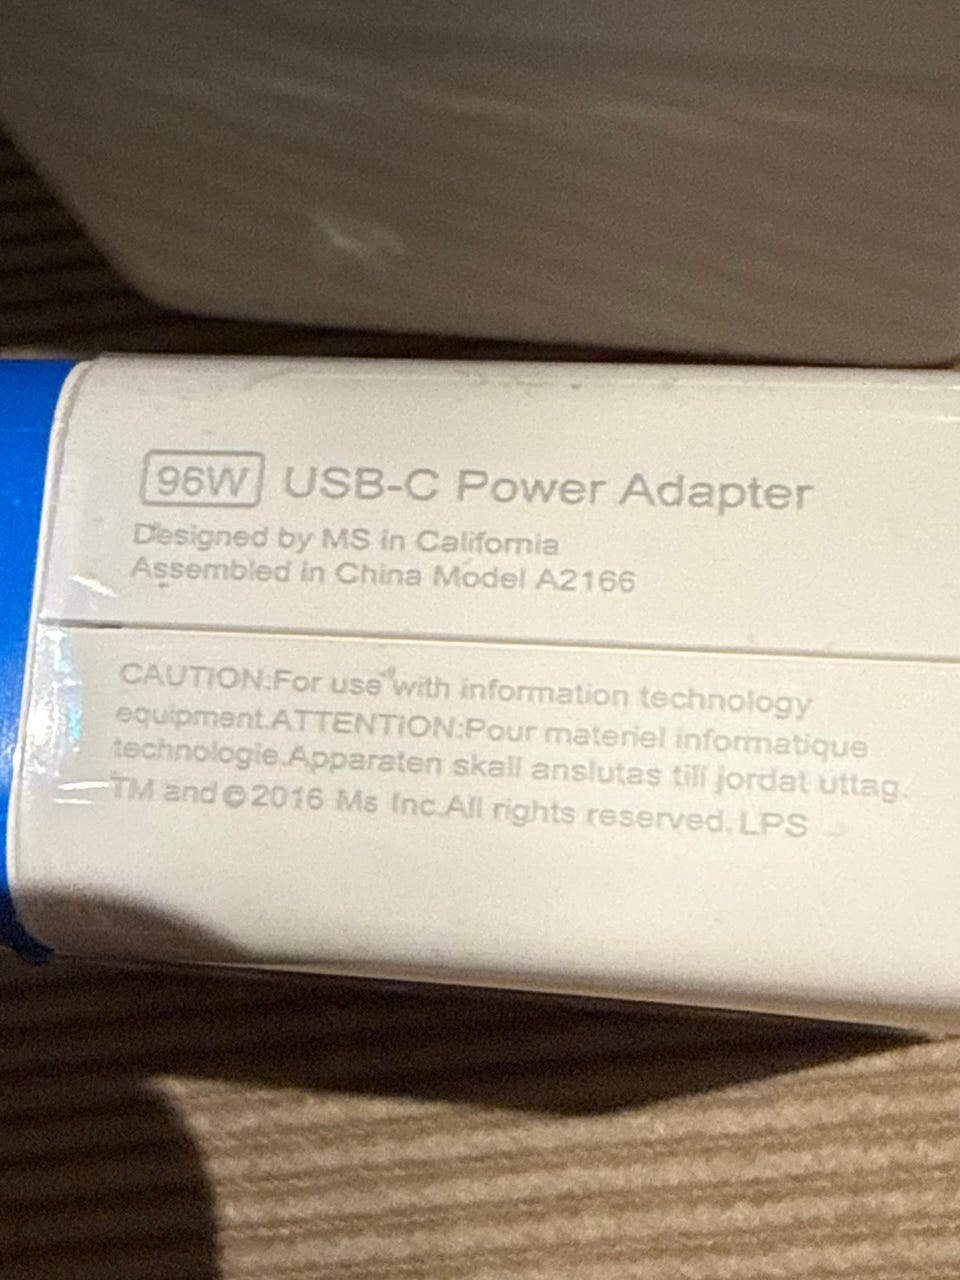 96W USB-C Power Adapter
Designed by MS in California
Assembled in China Model A2166
CAUTION:For use with information technology
equipment.ATTENTION:Pour materiel informatique
technologie.Apparaten skall anslutas till jordat uttag.
TM and © 2016 Ms Inc.All rights reserved. LPS